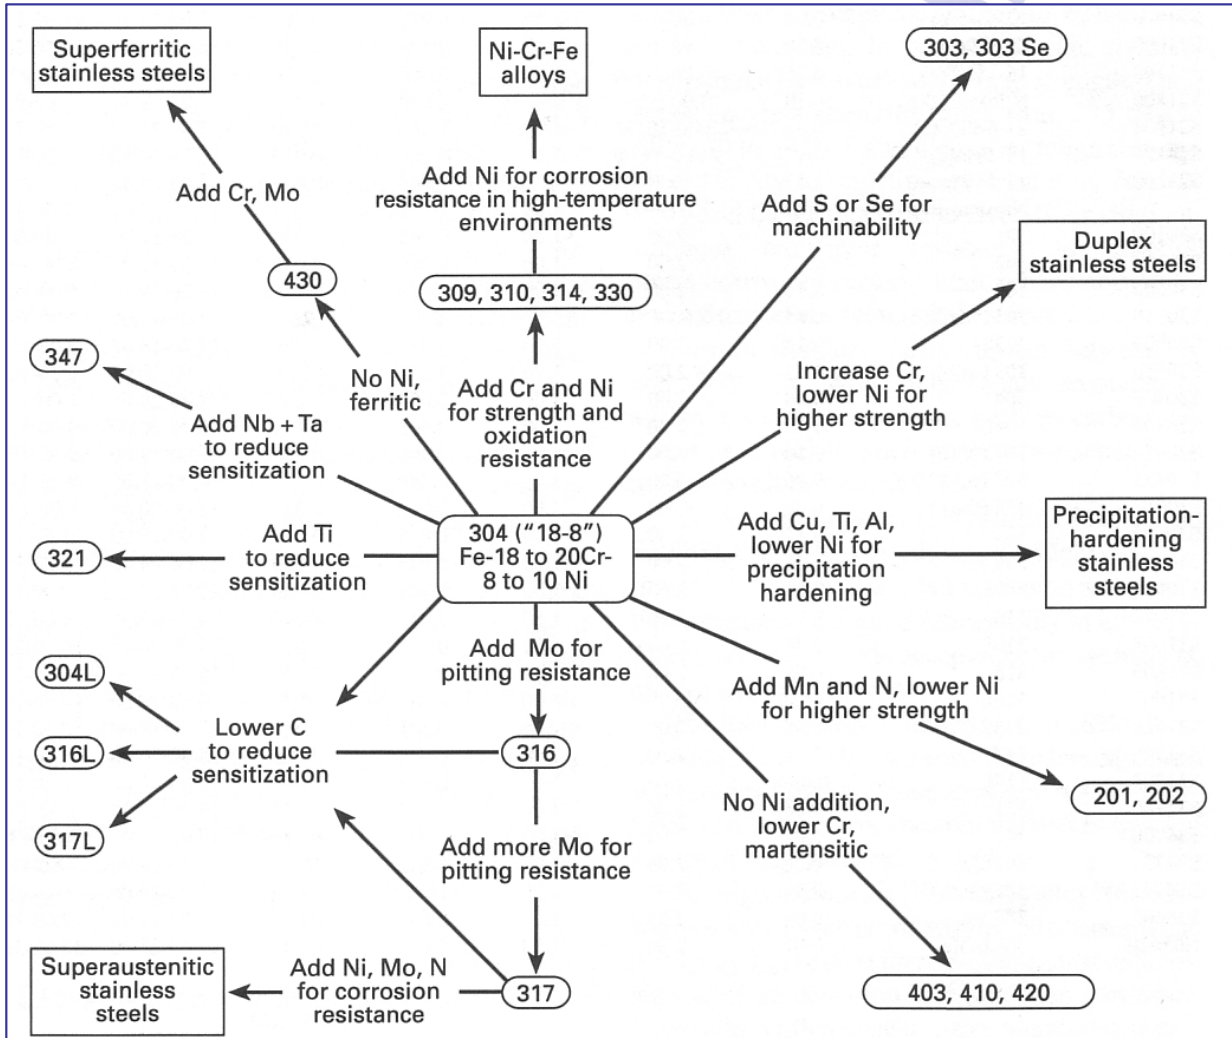 Superferritic
stainless steels
Ni-Cr-Fe
alloys
303, 303 Se
Add Cr, Mo
Add Ni for corrosion
resistance in high-temperature
environments
Add S or Se for
machinability
Duplex
stainless steels
430
309, 310, 314, 330
347
No Ni,
ferritic
Add Cr and Ni
for strength and
oxidation
resistance
Increase Cr,
lower Ni for
higher strength
Add Nb + Ta
to reduce
sensitization
321
Add Ti
to reduce
sensitization
304 ("18-8")
Fe-18 to 20Cr-
8 to 10 Ni
Add Cu, Ti, Al,
lower Ni for
precipitation
hardening
Precipitation-
hardening
stainless
steels
Add Mo for
pitting resistance
304L
316L
317L
Lower C
to reduce
sensitization
316
Add Mn and N, lower Ni
for higher strength
201, 202
No Ni addition,
lower Cr,
martensitic
Add more Mo for
pitting resistance
Superaustenitic
stainless
steels
Add Ni, Mo, N
for corrosion
resistance
317
403, 410, 420